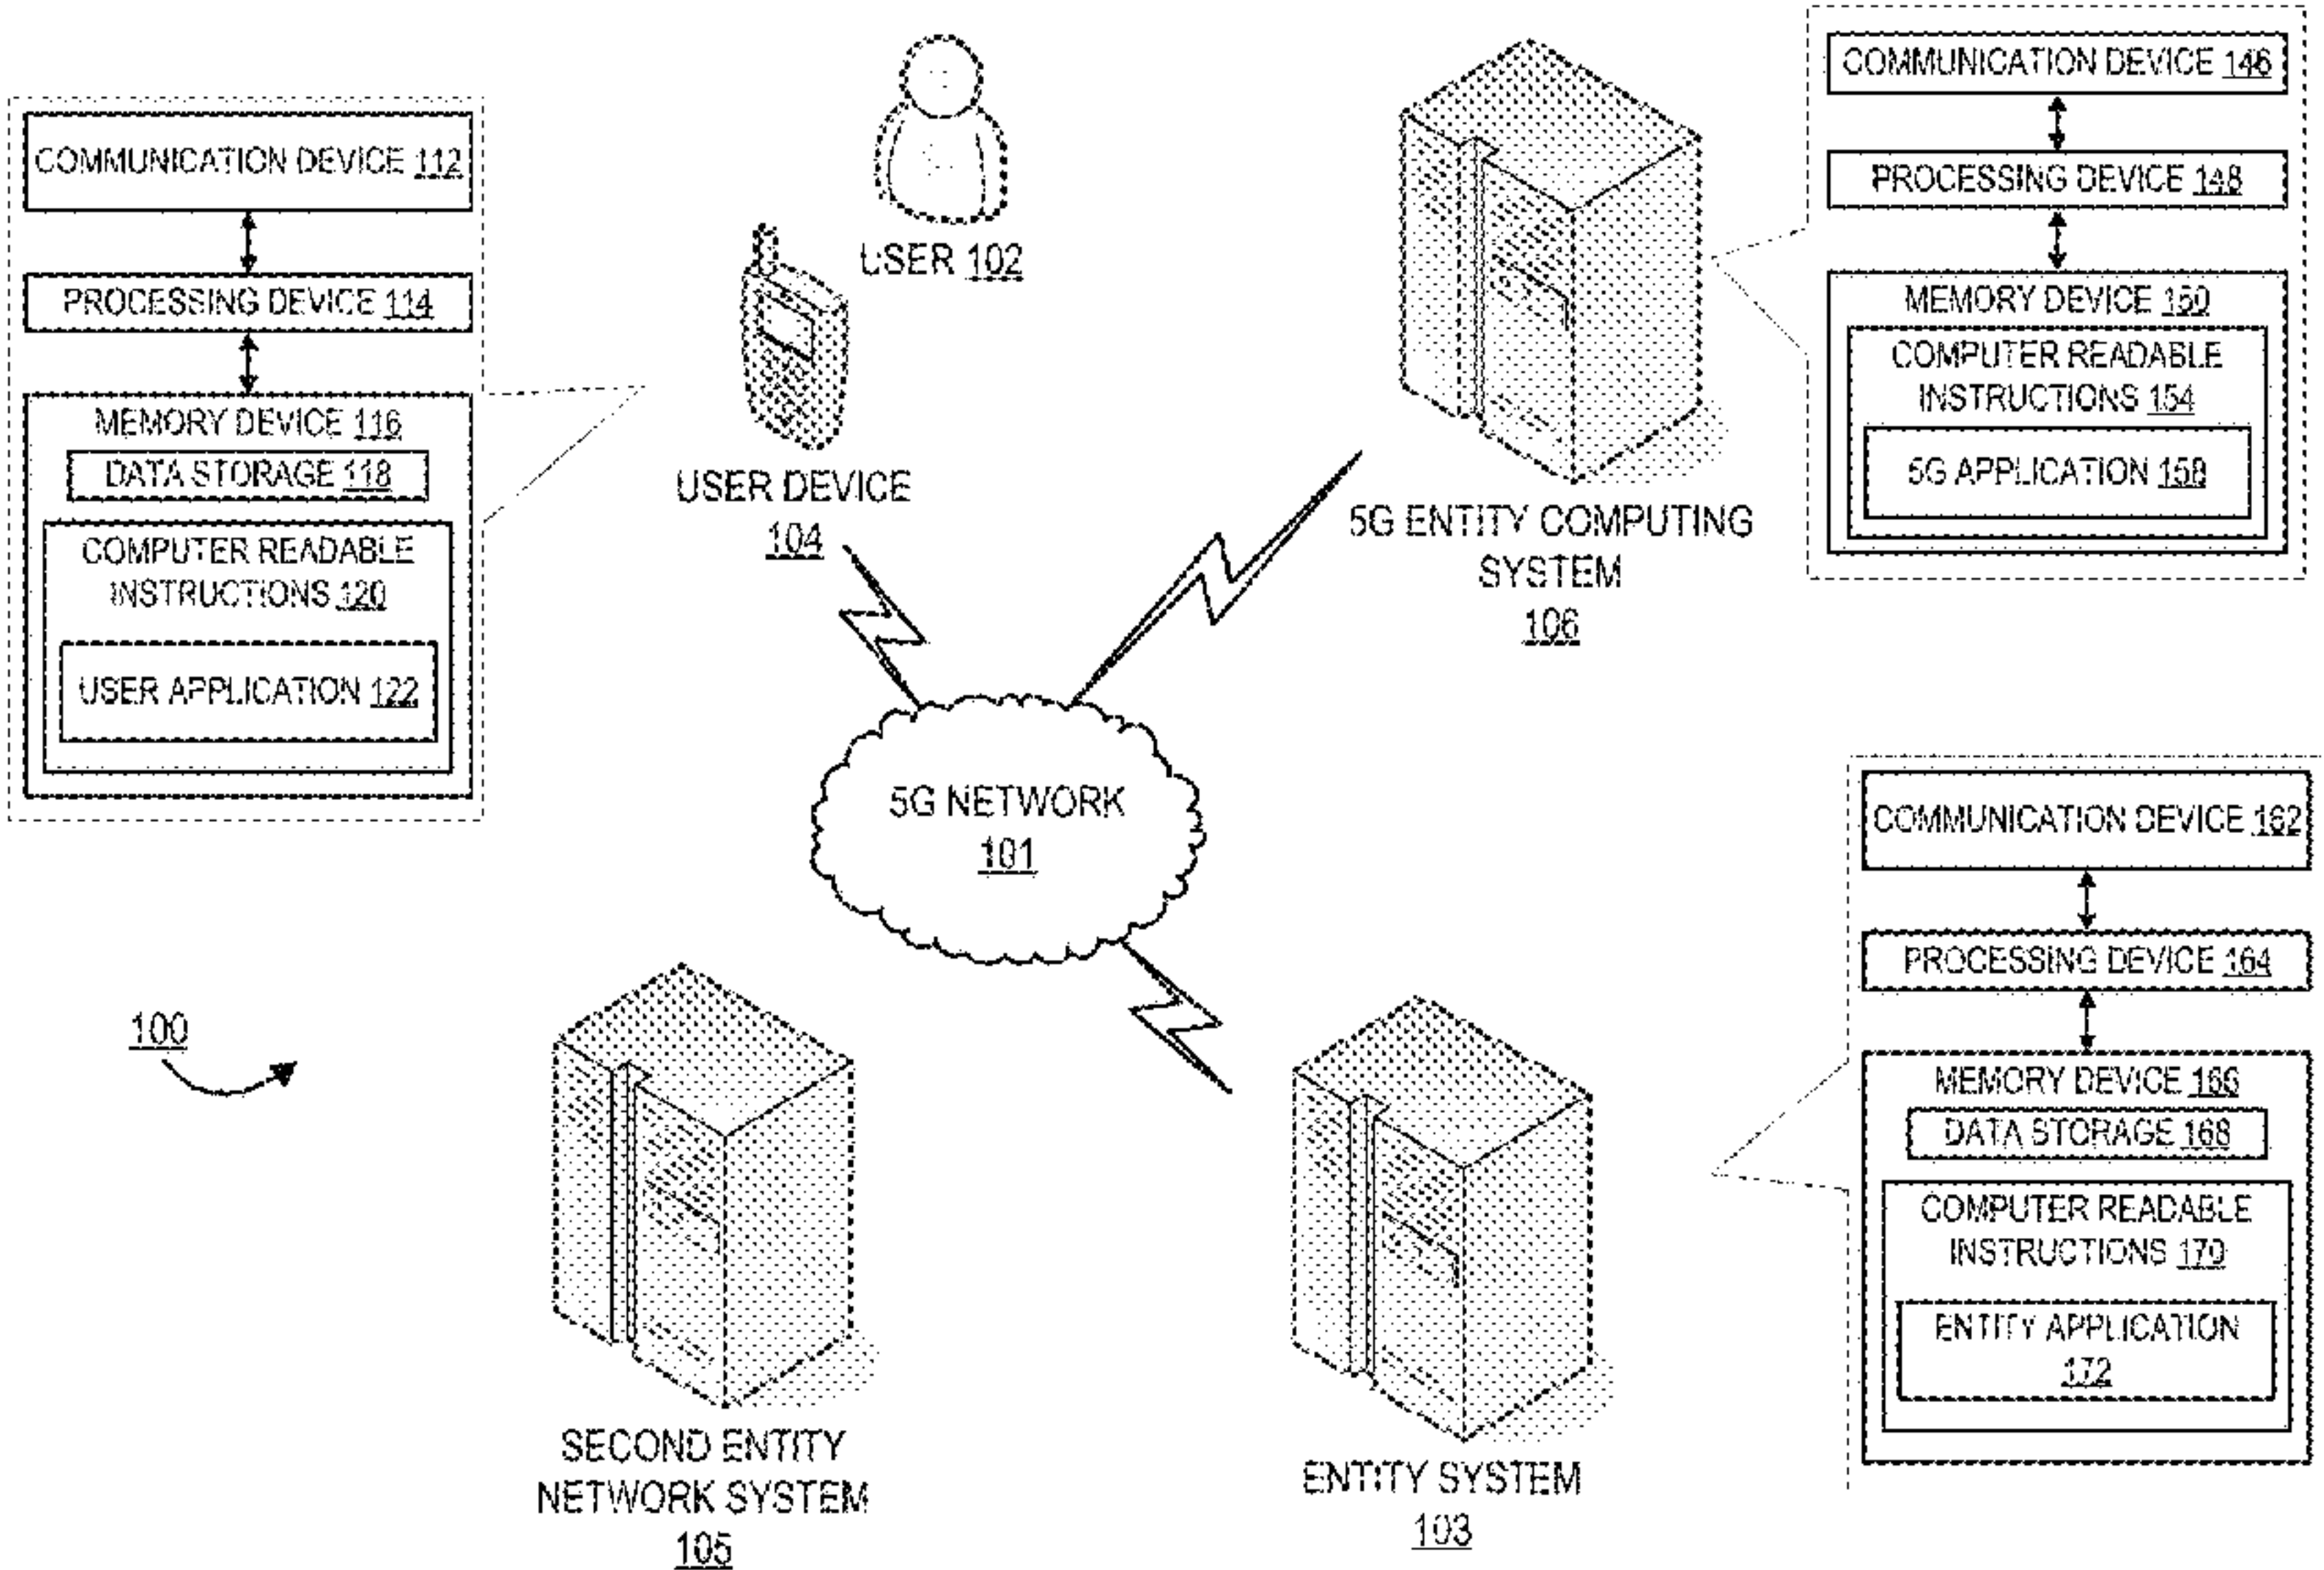 COMMUNICATION DEVICE 112
PROCESSING DEVICE 114
MEMORY DEVICE 116
DATA STORAGE 118
COMPUTER READABLE
INSTRUCTIONS 120
USER APPLICATION 122
USER 102
USER DEVICE
104
5G ENTITY COMPUTING
SYSTEM
106
COMMUNICATION DEVICE 146
PROCESSING DEVICE 148
MEMORY DEVICE 150
COMPUTER READABLE
INSTRUCTIONS 154
5G APPLICATION 158
5G NETWORK
101
100
SECOND ENTITY
NETWORK SYSTEM
105
ENTITY SYSTEM
103
COMMUNICATION DEVICE 162
PROCESSING DEVICE 164
MEMORY DEVICE 166
DATA STORAGE 168
COMPUTER READABLE
INSTRUCTIONS 170
ENTITY APPLICATION
172